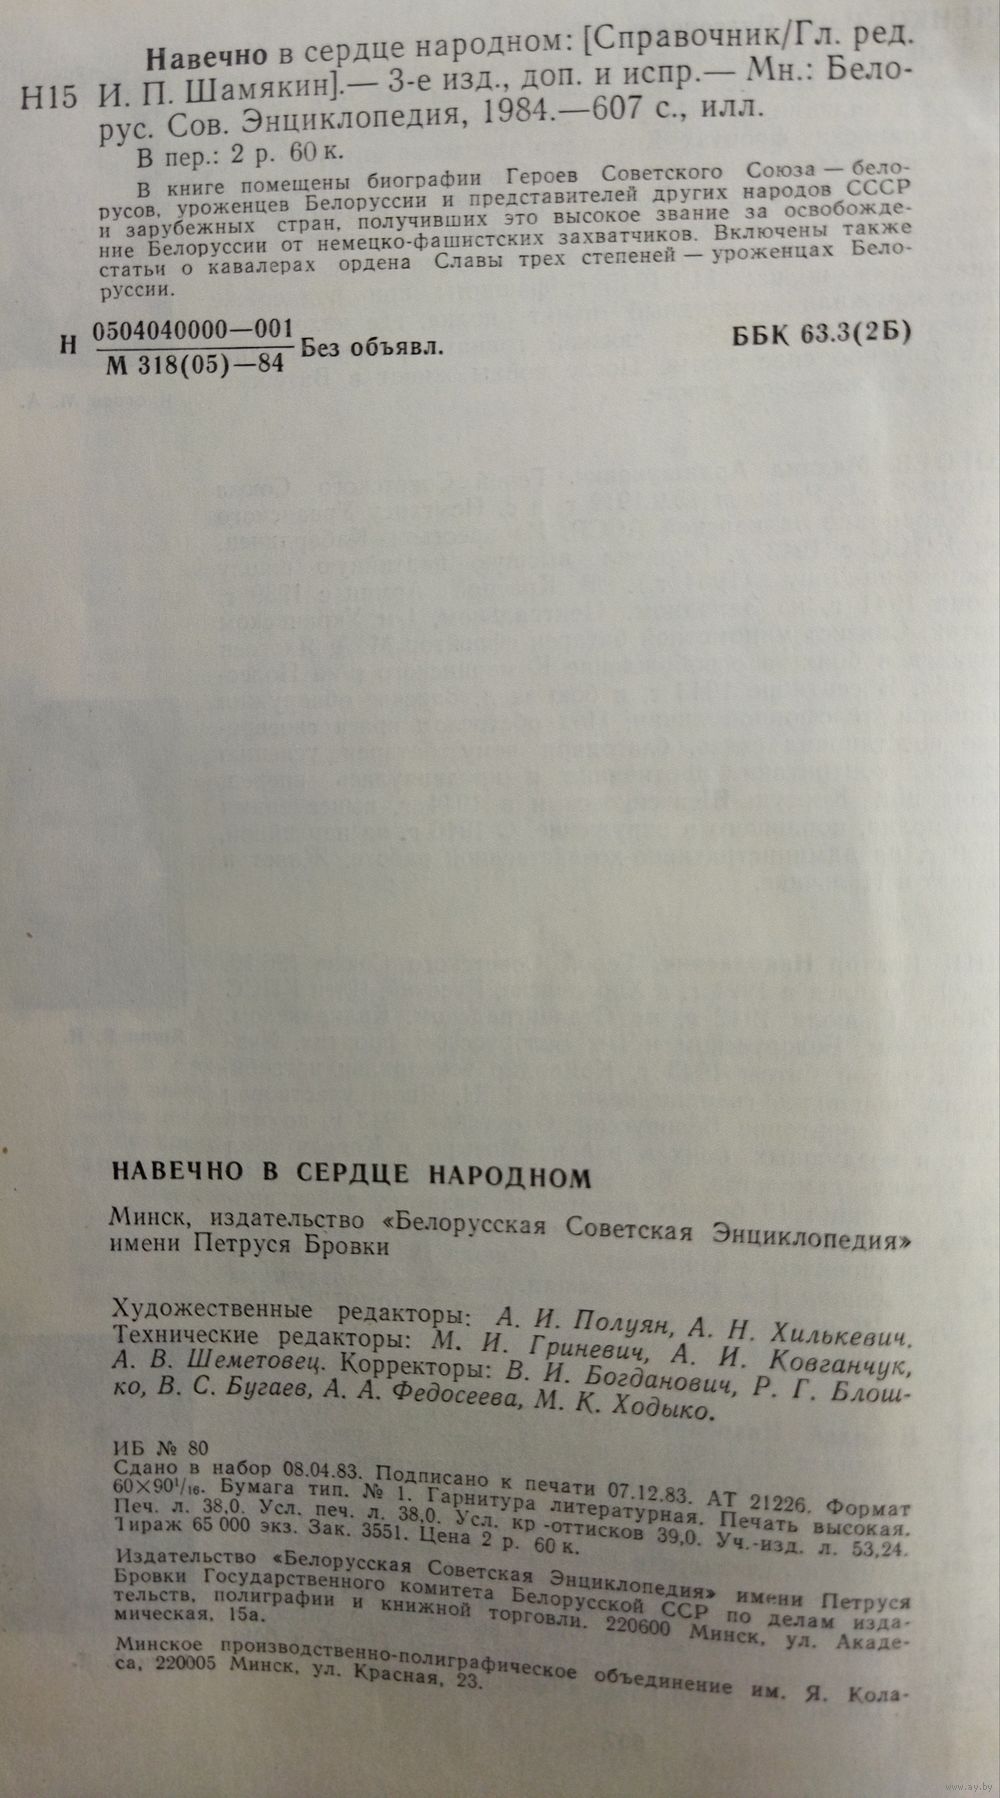 Навечно в сердце народном: [Справочник/Гл. ред.
Н15 И. П. Шамякин].— 3-е изд., доп. и испр.— Мн.: Бело-
рус. Сов. Энциклопедия, 1984.—607 с., илл.
В пер.: 2 р. 60 к.
В книге помещены биографии Героев Советского Союза — бело-
русов, уроженцев Белоруссии и представителей других народов СССР
и зарубежных стран, получивших это высокое звание за освобожде-
ние Белоруссии от немецко-фашистских захватчиков. Включены также
статьи о кавалерах ордена Славы трех степеней — уроженцах Бело-
руссии.
Н 0504040000—001
М 318(05)—84 Без объявл.
ББК 63.3(2Б)
НАВЕЧНО В СЕРДЦЕ НАРОДНОМ
Минск, издательство «Белорусская Советская Энциклопедия»
имени Петруся Бровки
Художественные редакторы: А. И. Полуян, А. Н. Хилькевич.
Технические редакторы: М. И. Гриневич, А. И. Ковганчук,
А. В. Шеметовец. Корректоры: В. И. Богданович, Р. Г. Блош-
ко, В. С. Бугаев, А. А. Федосеева, М. К. Ходыко.
ИБ № 80
Сдано в набор 08.04.83. Подписано к печати 07.12.83. АТ 21226. Формат
60×90¹/₁₆. Бумага тип. № 1. Гарнитура литературная. Печать высокая.
Печ. л. 38,0. Усл. печ. л. 38,0. Усл. кр-оттисков 39,0. Уч.-изд. л. 53,24.
Тираж 65 000 экз. Зак. 3551. Цена 2 р. 60 к.
Издательство «Белорусская Советская Энциклопедия» имени Петруся
Бровки Государственного комитета Белорусской ССР по делам изда-
тельств, полиграфии и книжной торговли. 220600 Минск, ул. Акаде-
мическая, 15а.
Минское производственно-полиграфическое объединение им. Я. Кола-
са, 220005 Минск, ул. Красная, 23.
www.ay.by